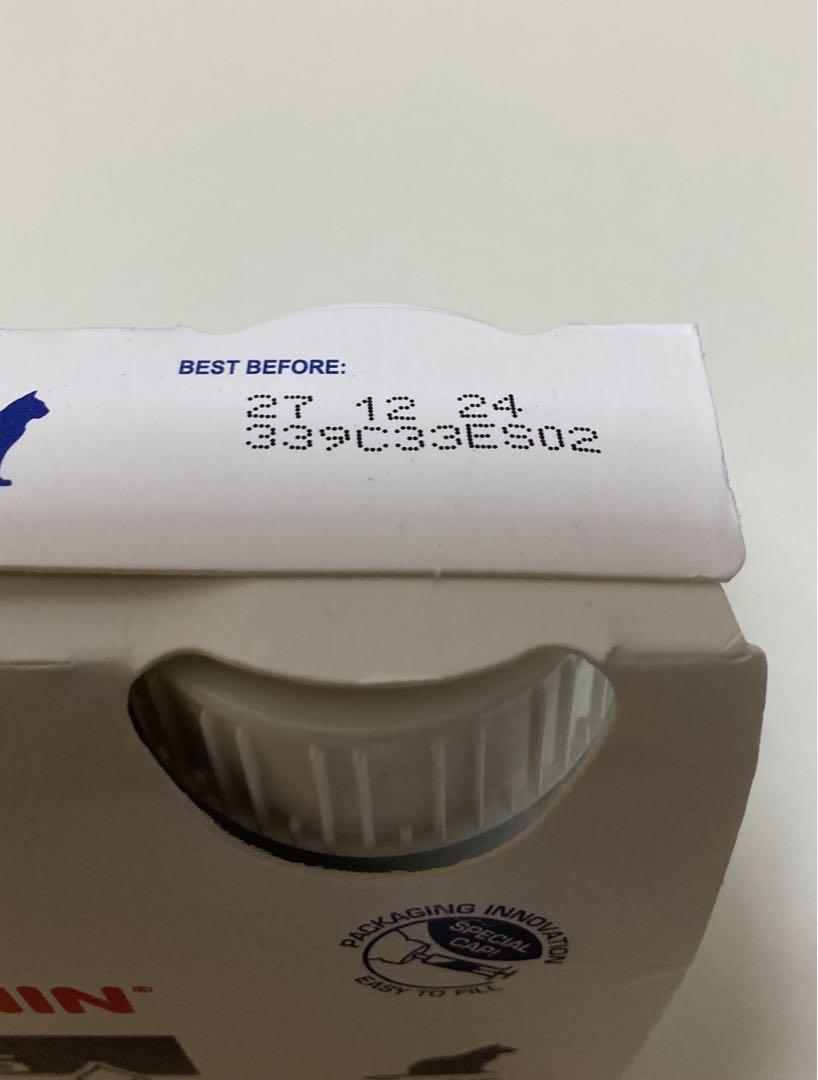 BEST BEFORE:
27 12 24
339C33ES02
PACKAGING INNOVATION
SPECIAL
CAP!
EASY TO FILL